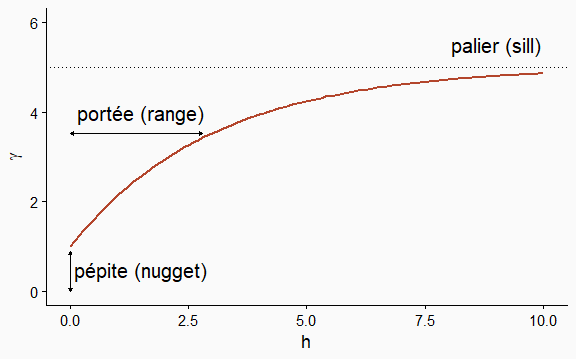 6
palier (sill)
4
portée (range)
γ
2
pépite (nugget)
0
0.0 2.5 5.0 7.5 10.0
h